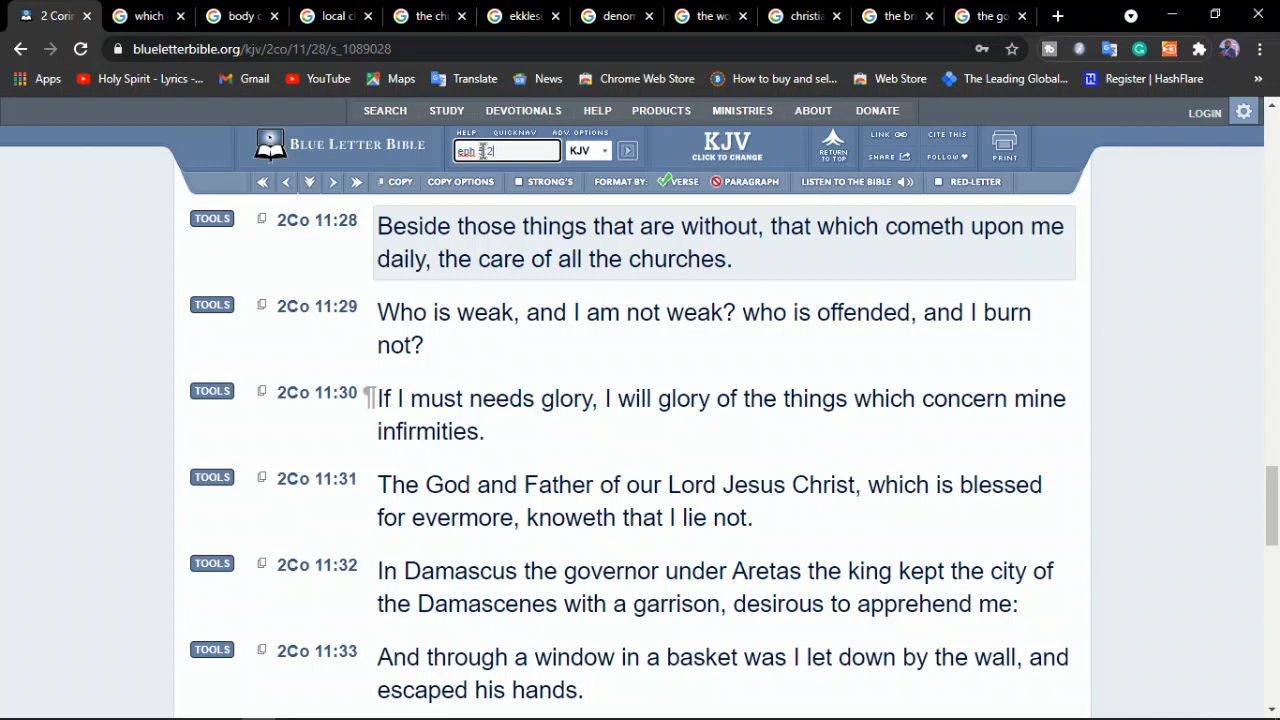 2 Corin
which
body o
local cl
the ch
ekklesi
denom
the wo
christia
the br
the go
blueletterbible.org/kjv/2co/11/28/s_1089028
Apps
Holy Spirit - Lyrics -...
Gmail
YouTube
Maps
Translate
News
Chrome Web Store
How to buy and sel...
Web Store
The Leading Global...
Register | HashFlare
»
SEARCH STUDY DEVOTIONALS HELP PRODUCTS MINISTRIES ABOUT DONATE
LOGIN
BLUE LETTER BIBLE
HELP QUICKNAV ADV. OPTIONS
eph
KJV
KJV
CLICK TO CHANGE
RETURN
TO TOP
LINK
SHARE
CITE THIS
FOLLOW
PRINT
COPY COPY OPTIONS STRONG'S FORMAT BY: VERSE PARAGRAPH LISTEN TO THE BIBLE RED-LETTER
TOOLS 2Co 11:28 Beside those things that are without, that which cometh upon me
daily, the care of all the churches.
TOOLS 2Co 11:29 Who is weak, and I am not weak? who is offended, and I burn
not?
TOOLS 2Co 11:30 ¶If I must needs glory, I will glory of the things which concern mine
infirmities.
TOOLS 2Co 11:31 The God and Father of our Lord Jesus Christ, which is blessed
for evermore, knoweth that I lie not.
TOOLS 2Co 11:32 In Damascus the governor under Aretas the king kept the city of
the Damascenes with a garrison, desirous to apprehend me:
TOOLS 2Co 11:33 And through a window in a basket was I let down by the wall, and
escaped his hands.